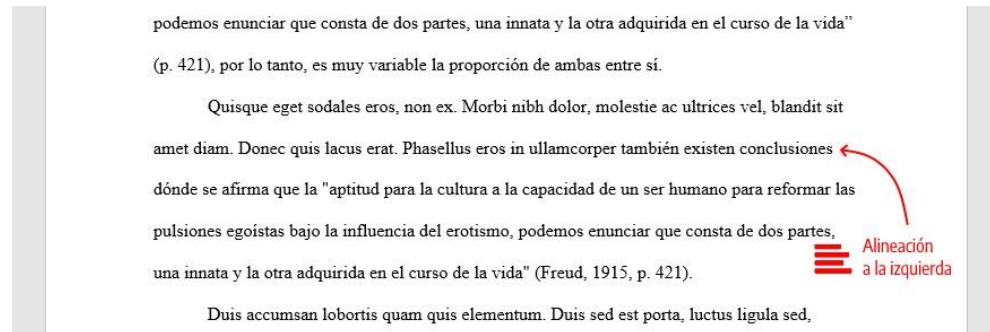 podemos enunciar que consta de dos partes, una innata y la otra adquirida en el curso de la vida”
(p. 421), por lo tanto, es muy variable la proporción de ambas entre sí.
Quisque eget sodales eros, non ex. Morbi nibh dolor, molestie ac ultrices vel, blandit sit
amet diam. Donec quis lacus erat. Phasellus eros in ullamcorper también existen conclusiones
dónde se afirma que la "aptitud para la cultura a la capacidad de un ser humano para reformar las
pulsiones egoístas bajo la influencia del erotismo, podemos enunciar que consta de dos partes,
una innata y la otra adquirida en el curso de la vida" (Freud, 1915, p. 421).
Duis accumsan lobortis quam quis elementum. Duis sed est porta, luctus ligula sed,
Alineación
a la izquierda